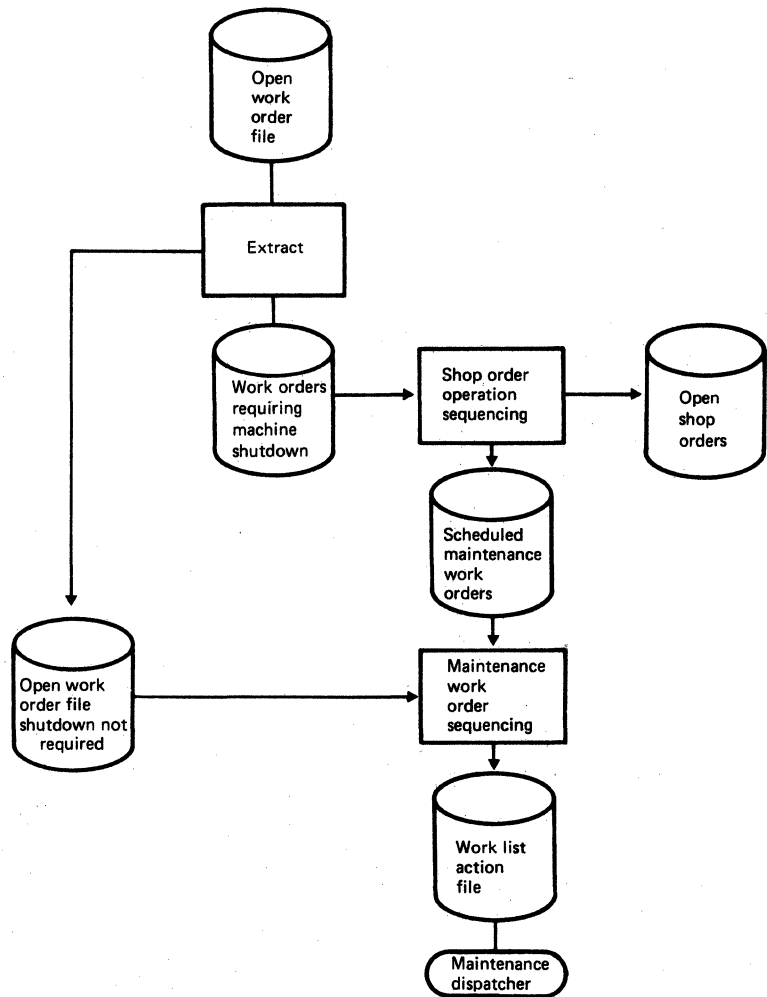 Open
work
order
file
Extract
Work orders
requiring
machine
shutdown
Shop order
operation
sequencing
Open
shop
orders
Scheduled
maintenance
work
orders
Open work
order file
shutdown not
required
Maintenance
work
order
sequencing
Work list
action
file
Maintenance
dispatcher